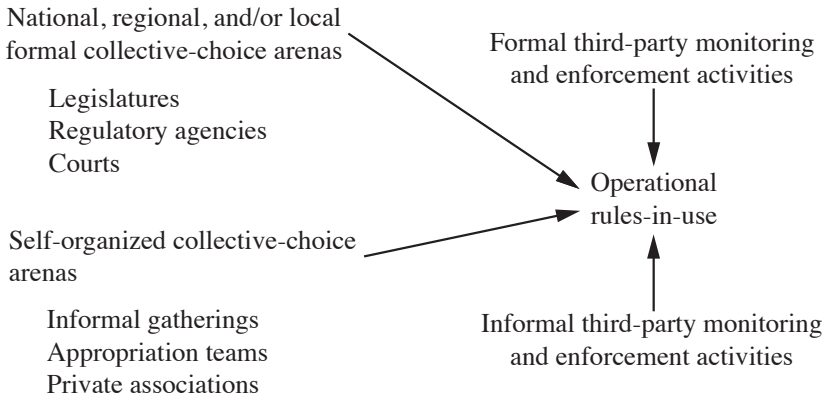 National, regional, and/or local
formal collective-choice arenas
Legislatures
Regulatory agencies
Courts
Self-organized collective-choice
arenas
Informal gatherings
Appropriation teams
Private associations
Formal third-party monitoring
and enforcement activities
Operational
rules-in-use
Informal third-party monitoring
and enforcement activities